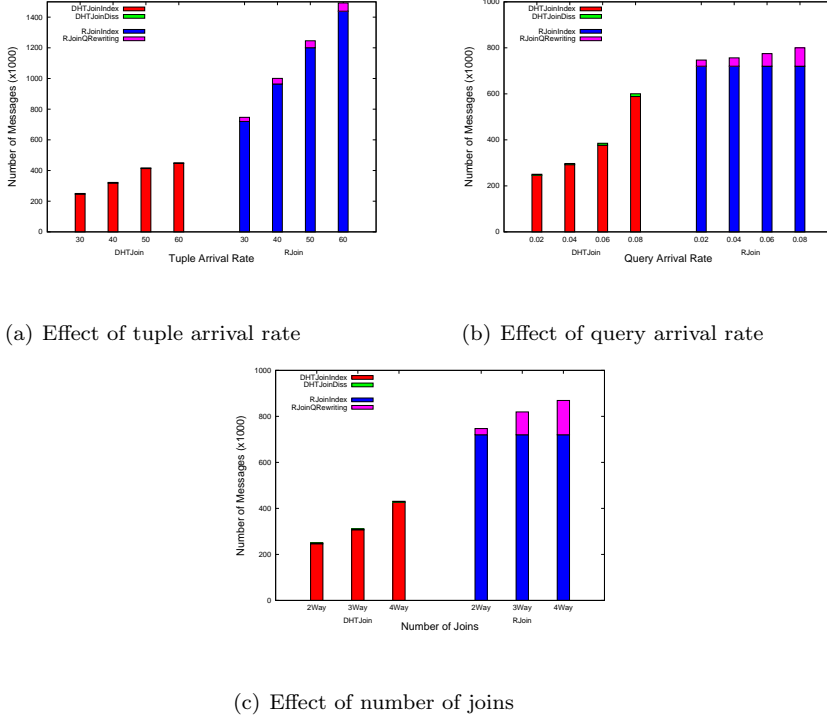 DHTJoinIndex
DHTJoinDiss
RJoinIndex
RJoinQRewriting
Number of Messages (x1000)
1400
1200
1000
800
600
400
200
0
30 40 50 60 30 40 50 60
DHTJoin RJoin
Tuple Arrival Rate
(a) Effect of tuple arrival rate
DHTJoinIndex
DHTJoinDiss
RJoinIndex
RJoinQRewriting
Number of Messages (x1000)
1000
800
600
400
200
0
0.02 0.04 0.06 0.08 0.02 0.04 0.06 0.08
DHTJoin RJoin
Query Arrival Rate
(b) Effect of query arrival rate
DHTJoinIndex
DHTJoinDiss
RJoinIndex
RJoinQRewriting
Number of Messages (x1000)
1000
800
600
400
200
0
2Way 3Way 4Way 2Way 3Way 4Way
DHTJoin RJoin
Number of Joins
(c) Effect of number of joins